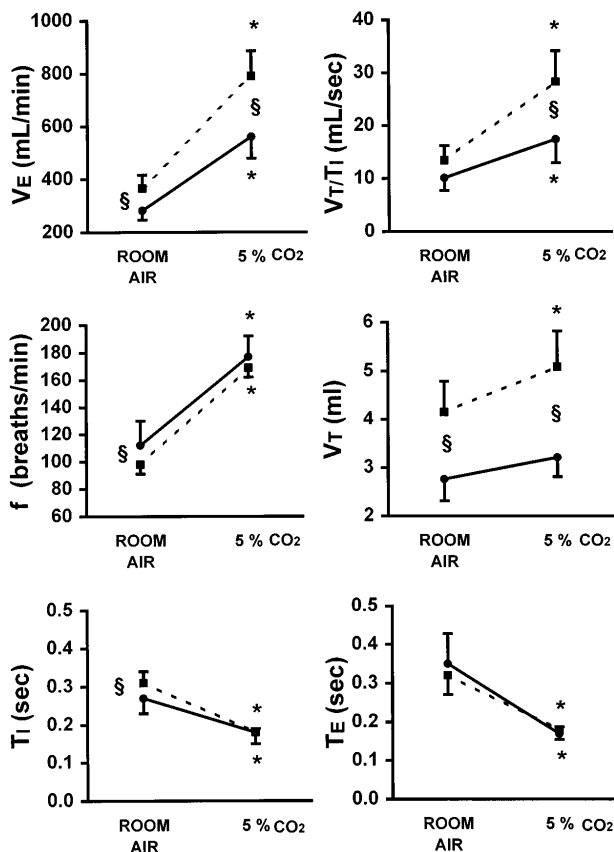 VE (mL/min)
1000
800
600
400
200
*
§
§
*
ROOM AIR
5 % CO2
VT/TI (mL/sec)
40
30
20
10
0
*
§
*
ROOM AIR
5 % CO2
f (breaths/min)
200
180
160
140
120
100
80
60
*
*
§
ROOM AIR
5 % CO2
VT (ml)
6
5
4
3
2
*
§
§
ROOM AIR
5 % CO2
TI (sec)
0.5
0.4
0.3
0.2
0.1
0.0
§
*
*
ROOM AIR
5 % CO2
TE (sec)
0.5
0.4
0.3
0.2
0.1
0.0
*
*
ROOM AIR
5 % CO2